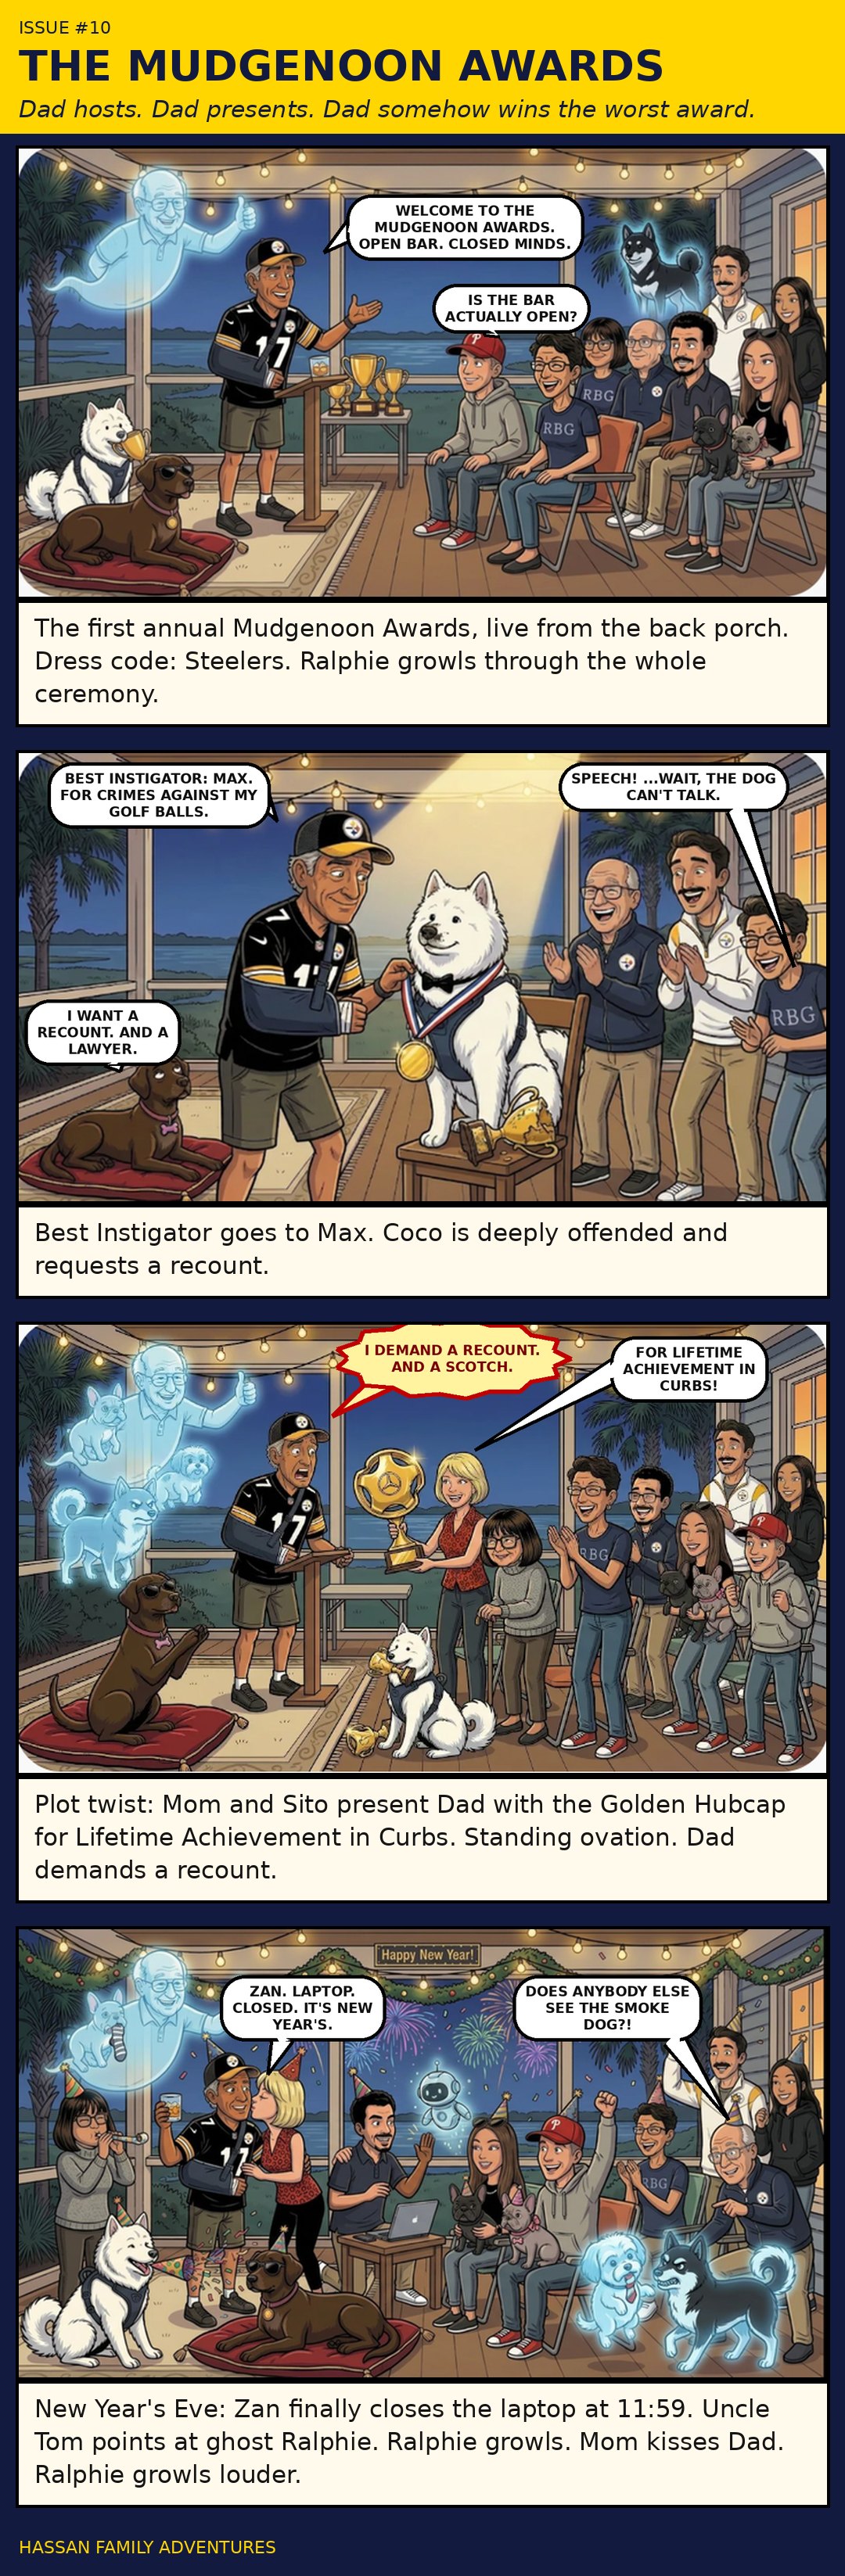 ISSUE #10
THE MUDGENOON AWARDS
Dad hosts. Dad presents. Dad somehow wins the worst award.
WELCOME TO THE
MUDGENOON AWARDS.
OPEN BAR. CLOSED MINDS.
IS THE BAR
ACTUALLY OPEN?
P
17
RBG
RBG
The first annual Mudgenoon Awards, live from the back porch.
Dress code: Steelers. Ralphie growls through the whole
ceremony.
BEST INSTIGATOR: MAX.
FOR CRIMES AGAINST MY
GOLF BALLS.
SPEECH! ...WAIT, THE DOG
CAN'T TALK.
7
17
RBG
I WANT A
RECOUNT. AND A
LAWYER.
Best Instigator goes to Max. Coco is deeply offended and
requests a recount.
I DEMAND A RECOUNT.
AND A SCOTCH.
FOR LIFETIME
ACHIEVEMENT IN
CURBS!
17
RBG
P
Plot twist: Mom and Sito present Dad with the Golden Hubcap
for Lifetime Achievement in Curbs. Standing ovation. Dad
demands a recount.
Happy New Year!
ZAN. LAPTOP.
CLOSED. IT'S NEW
YEAR'S.
DOES ANYBODY ELSE
SEE THE SMOKE
DOG?!
P
17
RBG
New Year's Eve: Zan finally closes the laptop at 11:59. Uncle
Tom points at ghost Ralphie. Ralphie growls. Mom kisses Dad.
Ralphie growls louder.
HASSAN FAMILY ADVENTURES